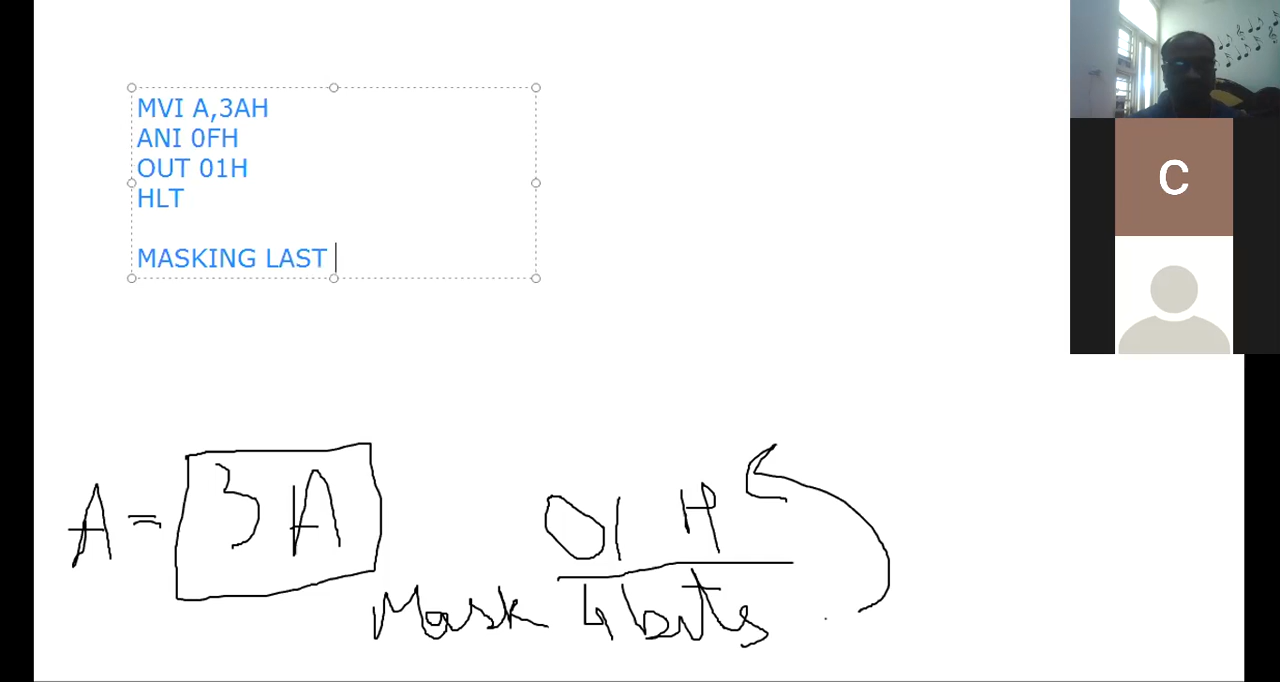 MVI A,3AH
ANI 0FH
OUT 01H
HLT
MASKING LAST
C
A = 3A
01 H
Mask 4 bits